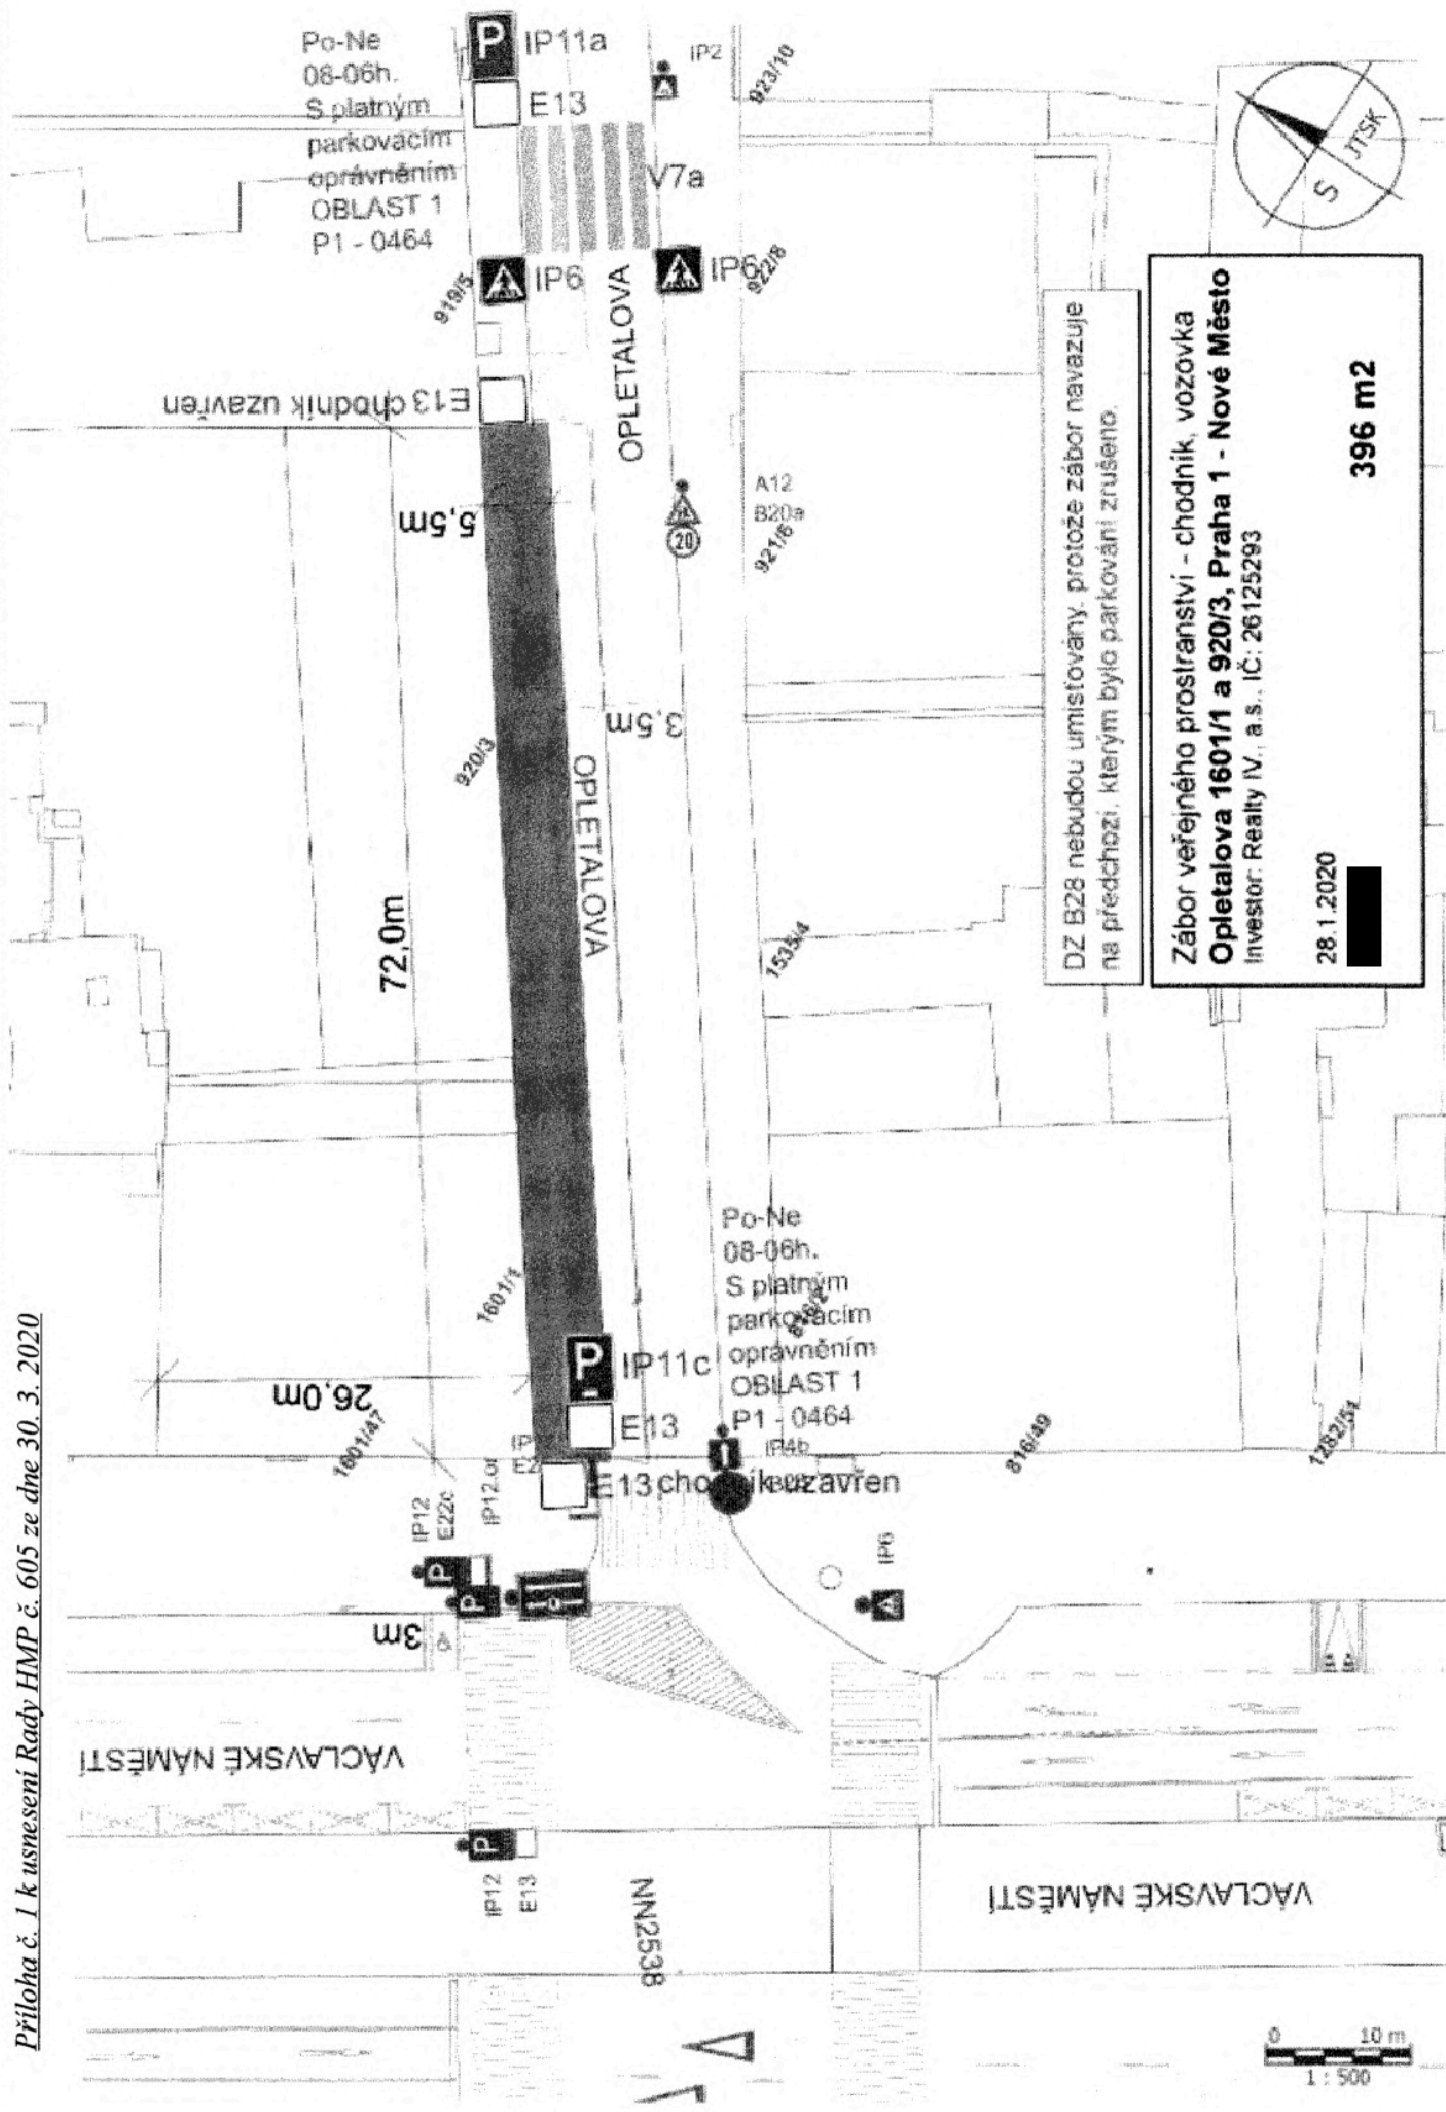 Příloha č. 1 k usnesení Rady HMP č. 605 ze dne 30. 3. 2020
Po-Ne
08-06h.
S platným
parkovacím
oprávněním
OBLAST 1
P1 - 0464
P
IP11a
E13
IP2
923/10
V7a
IP6
IP6
922/8
919/5
OPLETALOVA
E13 chodník uzavřen
5,5m
A12
B20a
20
921/6
920/3
3,5m
OPLETALOVA
72,0m
1535/4
JTSK
S
DZ B28 nebudou umisťovány, protože zábor navazuje
na předchozí, kterým bylo parkování zrušeno.
Zábor veřejného prostranství - chodník, vozovka
Opletalova 1601/1 a 920/3, Praha 1 - Nové Město
Investor: Realty IV., a.s., IČ: 26125293
396 m2
28.1.2020
1601/1
Po-Ne
08-06h.
S platným
parkovacím
oprávněním
OBLAST 1
P1 - 0464
P
IP11c
E13
26,0m
1601/47
IP4b
816/49
1282/51
E13 chodník uzavřen
IP12
E22c
IP12.or
P
P
IP6
3m
VÁCLAVSKÉ NÁMĚSTÍ
P
IP12
E13
NN2538
VÁCLAVSKÉ NÁMĚSTÍ
0 10 m
1 : 500